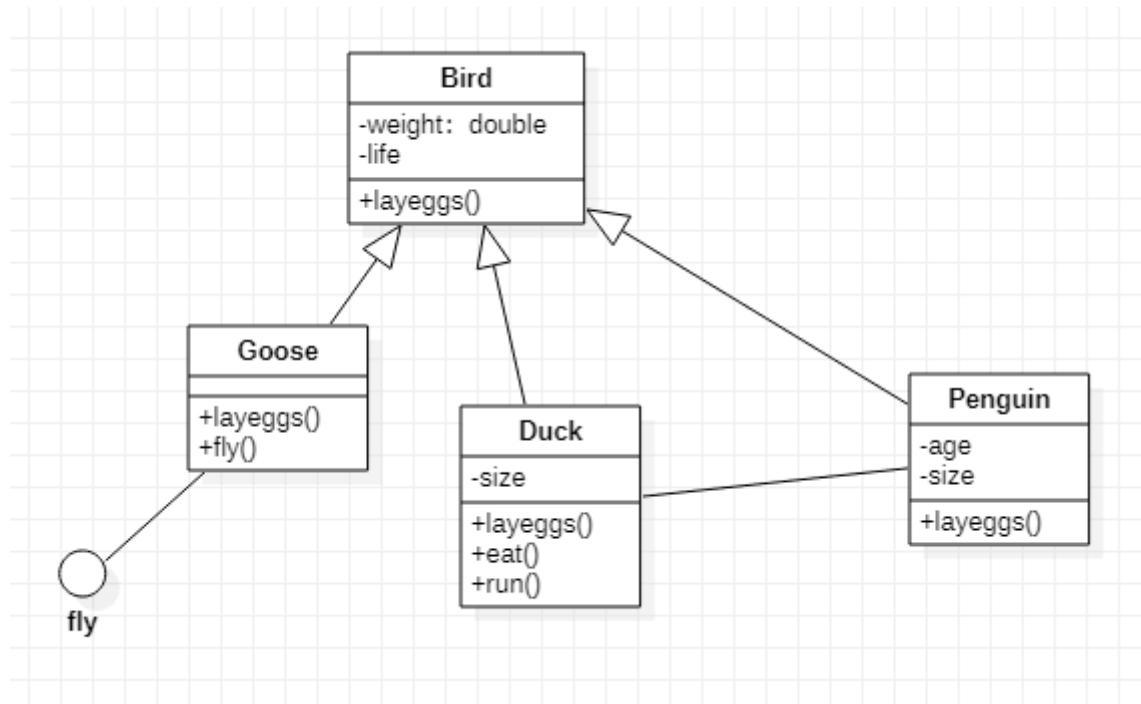 Bird
-weight: double
-life
+layeggs()
Goose
+layeggs()
+fly()
fly
Duck
-size
+layeggs()
+eat()
+run()
Penguin
-age
-size
+layeggs()